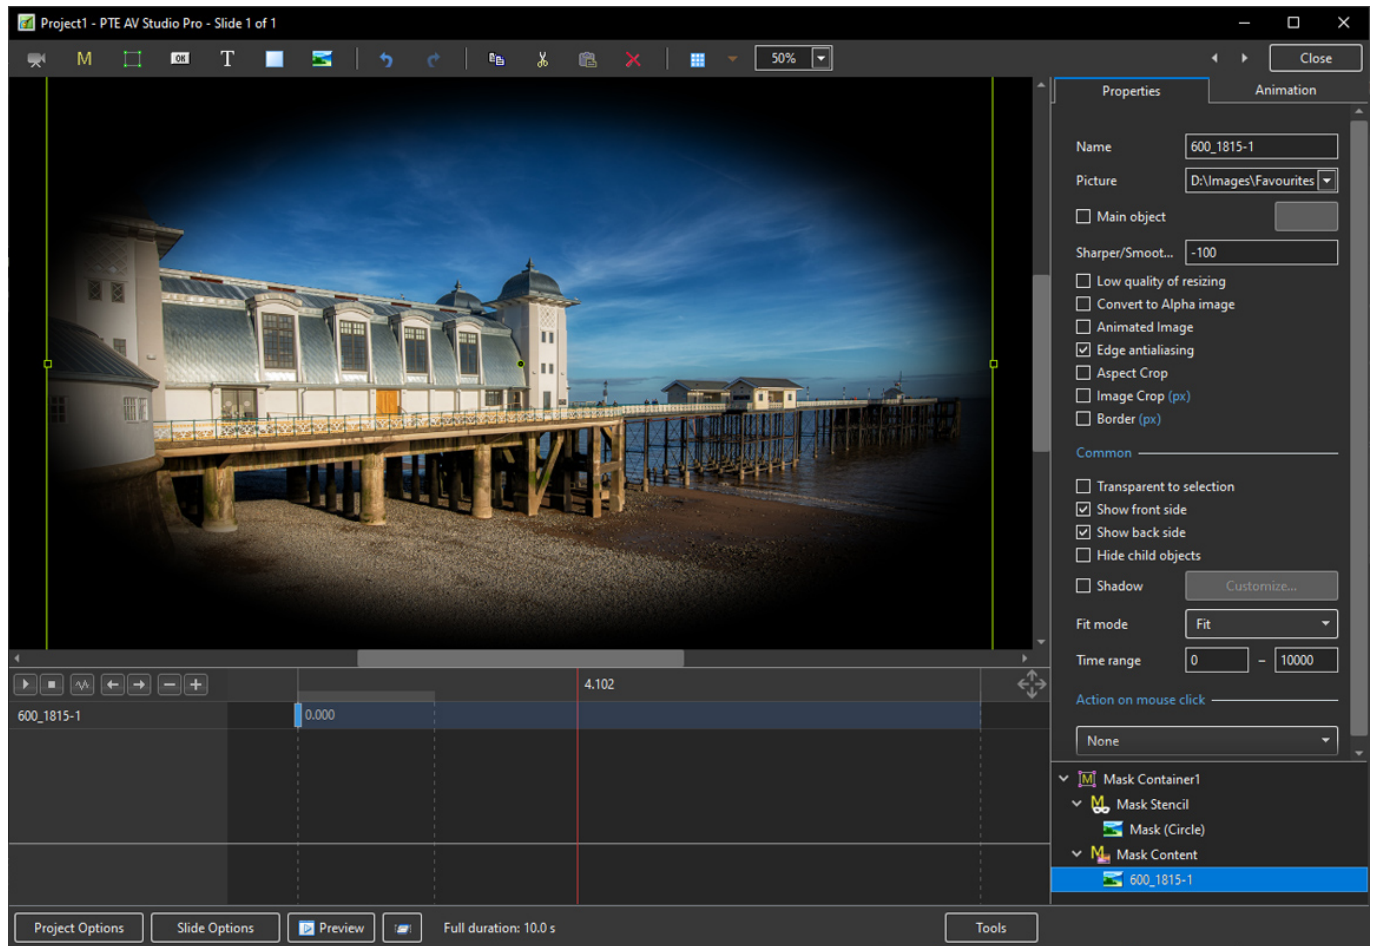 Project1 - PTE AV Studio Pro - Slide 1 of 1
M
OK
T
50%
Close
Properties
Animation
Name
600_1815-1
Picture
D:\Images\Favourites
Main object
Sharper/Smoot...
-100
Low quality of resizing
Convert to Alpha image
Animated Image
Edge antialiasing
Aspect Crop
Image Crop (px)
Border (px)
Common
Transparent to selection
Show front side
Show back side
Hide child objects
Shadow
Customize...
Fit mode
Fit
Time range
0
–
10000
Action on mouse click
None
4.102
600_1815-1
0.000
M Mask Container1
M Mask Stencil
Mask (Circle)
M Mask Content
600_1815-1
Project Options
Slide Options
Preview
Full duration: 10.0 s
Tools